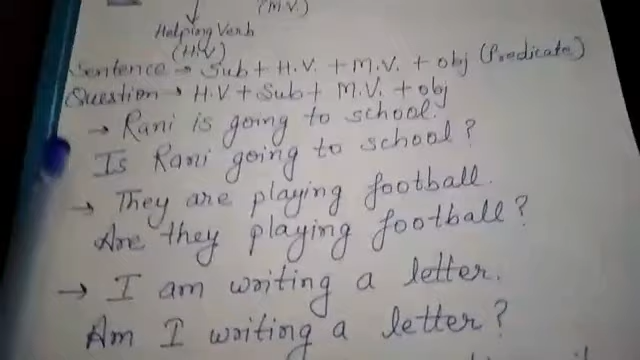 (M.V.)
Helping Verb
(H.V)
Sentence → Sub + H.V. + M.V. + obj (Predicate)
Question → H.V + Sub + M.V. + obj
→ Rani is going to school.
Is Rani going to school?
→ They are playing football.
Are they playing football?
→ I am writing a letter.
Am I writing a letter?